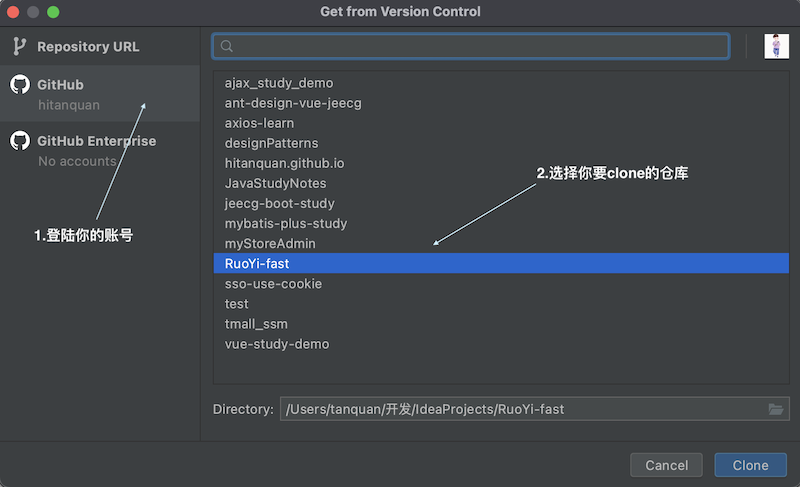 Get from Version Control
Repository URL
GitHub
hitanquan
GitHub Enterprise
No accounts
1.登陆你的账号
ajax_study_demo
ant-design-vue-jeecg
axios-learn
designPatterns
hitanquan.github.io
JavaStudyNotes
jeecg-boot-study
mybatis-plus-study
myStoreAdmin
RuoYi-fast
sso-use-cookie
test
tmall_ssm
vue-study-demo
2.选择你要clone的仓库
Directory: /Users/tanquan/开发/IdeaProjects/RuoYi-fast
Cancel Clone